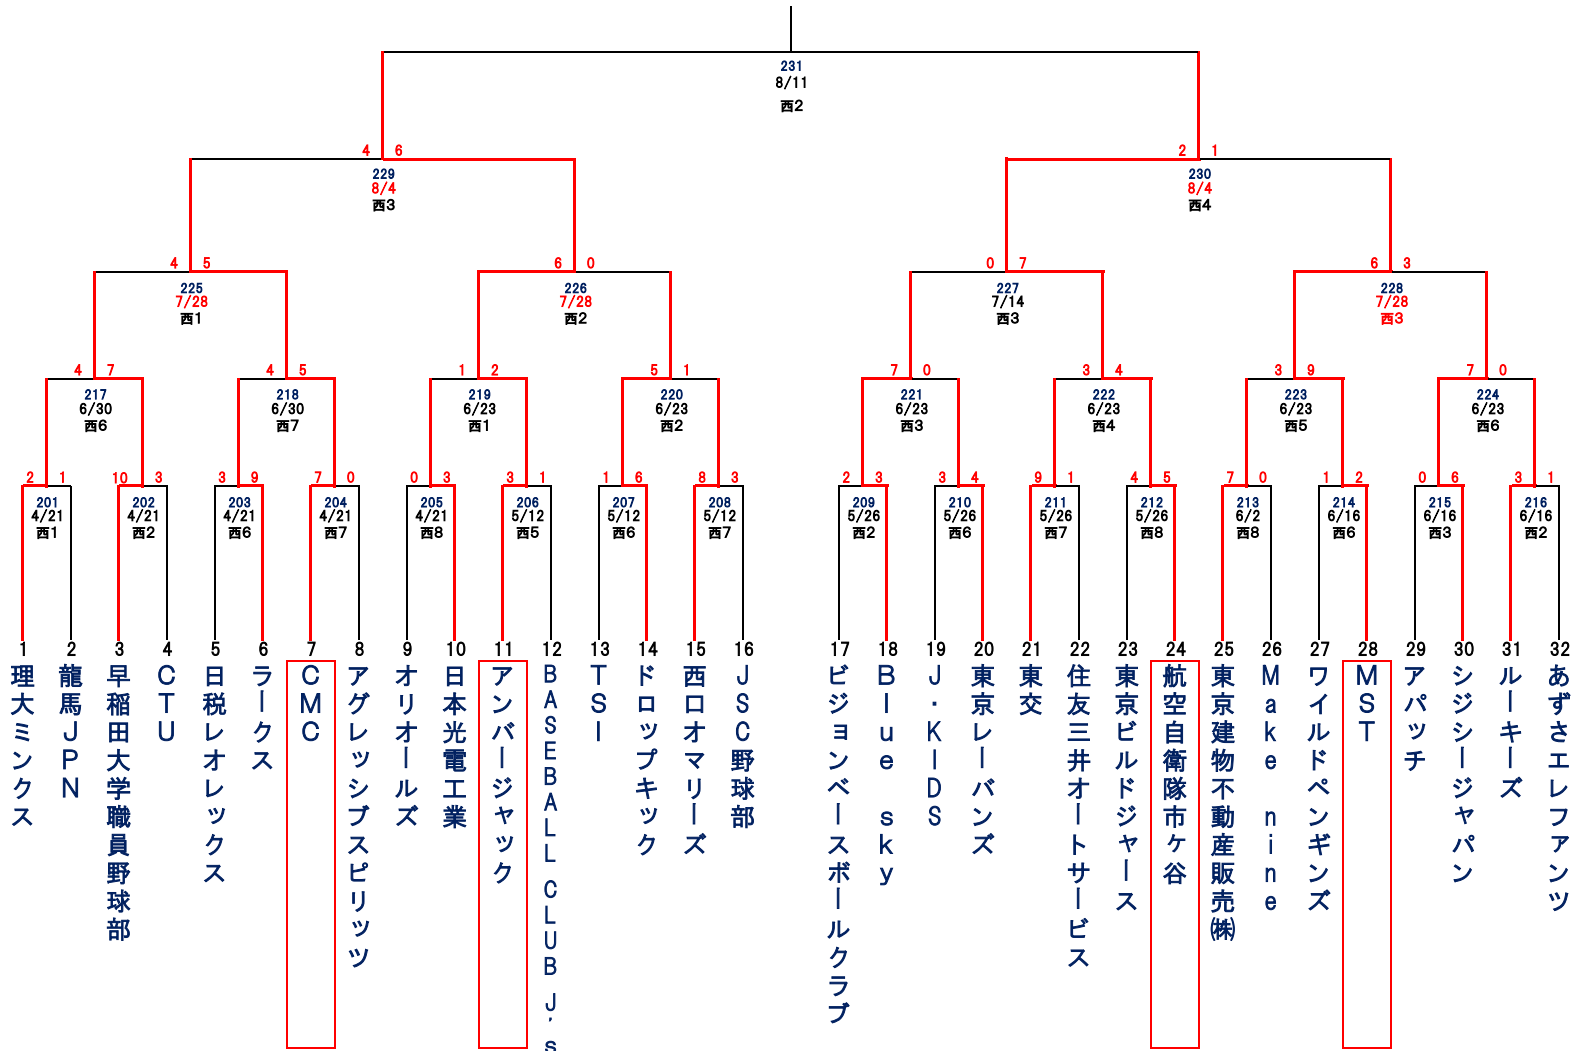 231
8/11
西2
4 6
2 1
229
8/4
西3
230
8/4
西4
4 5
6 0
0 7
6 3
225
7/28
西1
226
7/28
西2
227
7/14
西3
228
7/28
西3
4 7
4 5
1 2
5 1
7 0
3 4
3 9
7 0
217
6/30
西6
218
6/30
西7
219
6/23
西1
220
6/23
西2
221
6/23
西3
222
6/23
西4
223
6/23
西5
224
6/23
西6
2 1
10 3
3 9
7 0
0 3
3 1
1 6
8 3
2 3
3 4
9 1
4 5
7 0
1 2
0 6
3 1
201
4/21
西1
202
4/21
西2
203
4/21
西6
204
4/21
西7
205
4/21
西8
206
5/12
西5
207
5/12
西6
208
5/12
西7
209
5/26
西2
210
5/26
西6
211
5/26
西7
212
5/26
西8
213
6/2
西8
214
6/16
西6
215
6/16
西3
216
6/16
西2
1
理大ミンクス
2
龍馬JPN
3
早稲田大学職員野球部
4
CTU
5
日税レオレックス
6
ラークス
7
CMC
8
アグレッシブスピリッツ
9
オリオールズ
10
日本光電工業
11
アンバージャック
12
BASEBALL CLUB J's
13
TSI
14
ドロップキック
15
西口オマリーズ
16
JSC野球部
17
ビジョンベースボールクラブ
18
Blue sky
19
J・KIDS
20
東京レーバンズ
21
東交
22
住友三井オートサービス
23
東京ビルドジャース
24
航空自衛隊市ヶ谷
25
東京建物不動産販売㈱
26
Make nine
27
ワイルドペンギンズ
28
MST
29
アパッチ
30
シジシージャパン
31
ルーキーズ
32
あずさエレファンツ